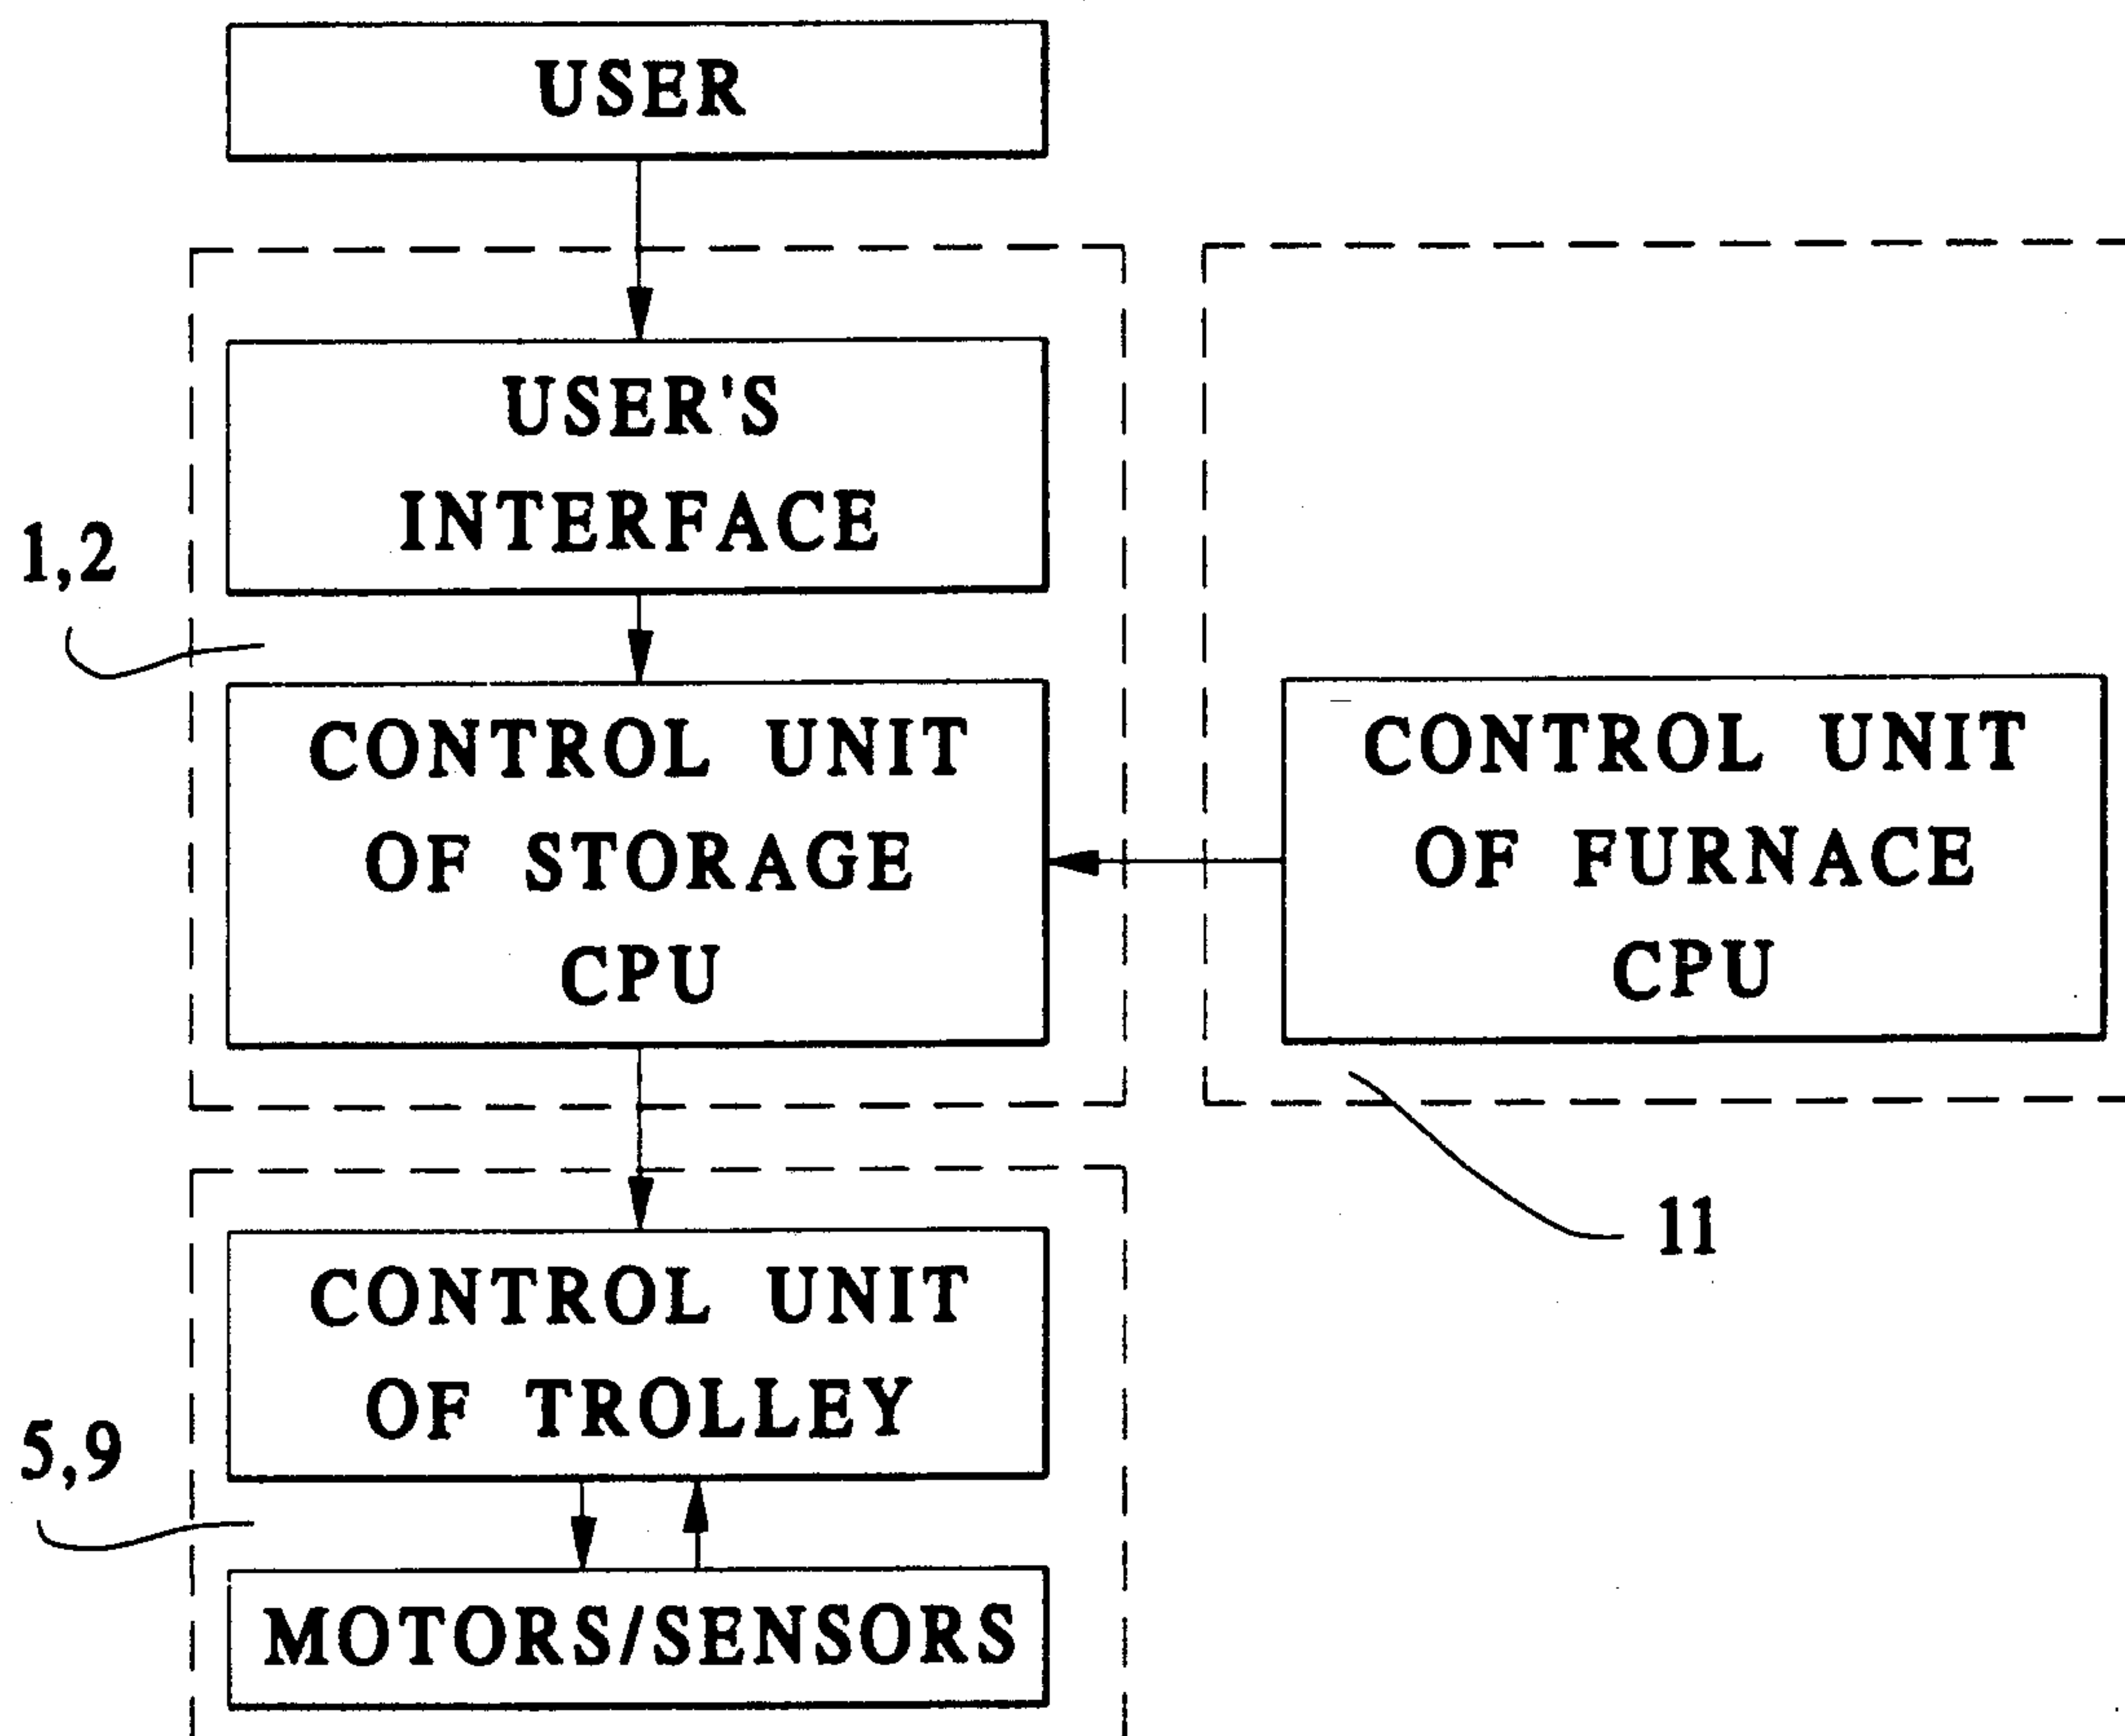 USER
USER'S
INTERFACE
1,2
CONTROL UNIT
OF STORAGE
CPU
CONTROL UNIT
OF FURNACE
CPU
11
CONTROL UNIT
OF TROLLEY
5,9
MOTORS/SENSORS